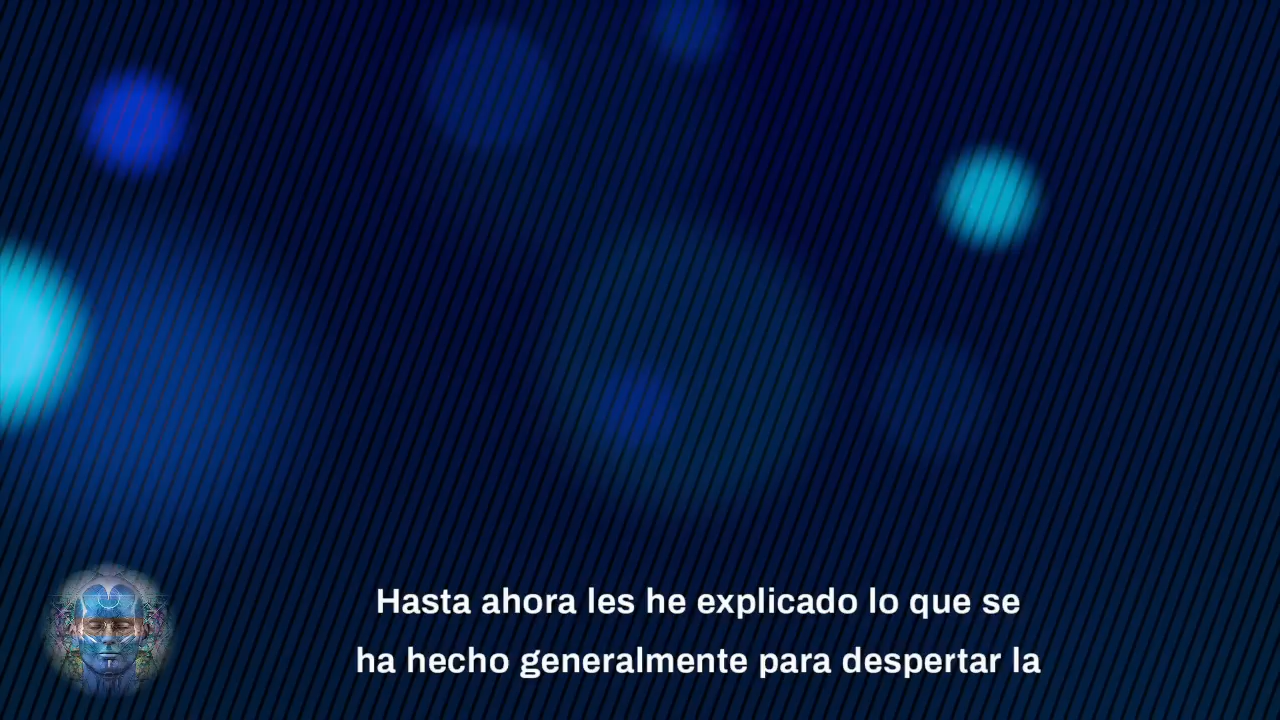 Hasta ahora les he explicado lo que se
ha hecho generalmente para despertar la